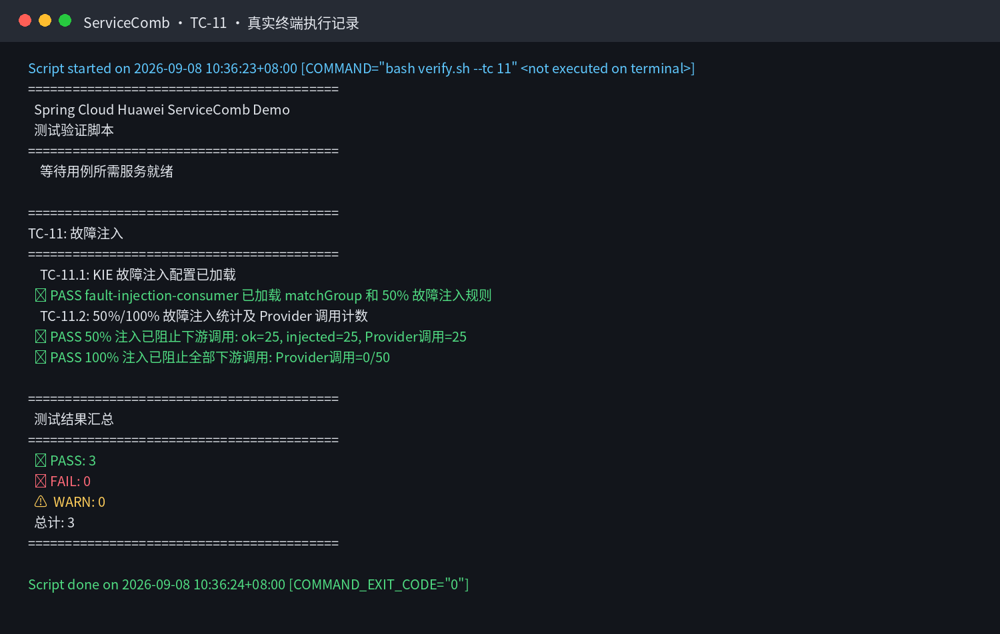 ServiceComb · TC-11 · 真实终端执行记录
Script started on 2026-09-08 10:36:23+08:00 [COMMAND="bash verify.sh --tc 11" <not executed on terminal>]
==========================================
Spring Cloud Huawei ServiceComb Demo
测试验证脚本
==========================================
等待用例所需服务就绪
==========================================
TC-11: 故障注入
==========================================
TC-11.1: KIE 故障注入配置已加载
PASS fault-injection-consumer 已加载 matchGroup 和 50% 故障注入规则
TC-11.2: 50%/100% 故障注入统计及 Provider 调用计数
PASS 50% 注入已阻止下游调用: ok=25, injected=25, Provider调用=25
PASS 100% 注入已阻止全部下游调用: Provider调用=0/50
==========================================
测试结果汇总
==========================================
PASS: 3
FAIL: 0
⚠ WARN: 0
总计: 3
==========================================
Script done on 2026-09-08 10:36:24+08:00 [COMMAND_EXIT_CODE="0"]